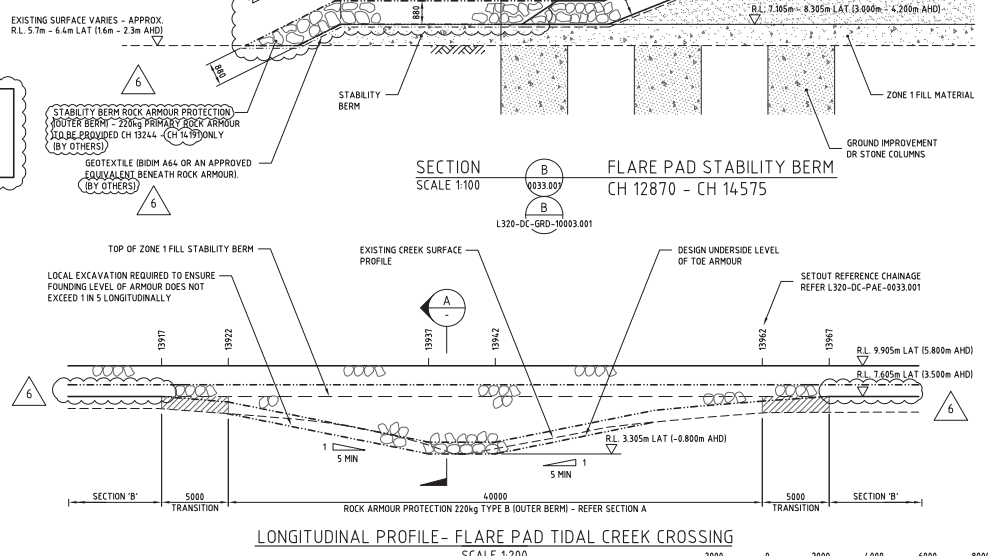 EXISTING SURFACE VARIES - APPROX.
R.L. 5.7m - 6.4m LAT (1.6m - 2.3m AHD)
880
R.L. 7.105m - 8.305m LAT (3.000m - 4.200m AHD)
880
6
STABILITY BERM
ZONE 1 FILL MATERIAL
STABILITY BERM ROCK ARMOUR PROTECTION
(OUTER BERM) - 220kg PRIMARY ROCK ARMOUR
TO BE PROVIDED CH 13244 - CH 14191 ONLY
(BY OTHERS)
GROUND IMPROVEMENT
DR STONE COLUMNS
GEOTEXTILE (BIDIM A64 OR AN APPROVED
EQUIVALENT BENEATH ROCK ARMOUR).
(BY OTHERS)
6
SECTION
SCALE 1:100
B
0033.001
B
L320-DC-GRD-10003.001
FLARE PAD STABILITY BERM
CH 12870 - CH 14575
TOP OF ZONE 1 FILL STABILITY BERM
EXISTING CREEK SURFACE
PROFILE
DESIGN UNDERSIDE LEVEL
OF TOE ARMOUR
LOCAL EXCAVATION REQUIRED TO ENSURE
FOUNDING LEVEL OF ARMOUR DOES NOT
EXCEED 1 IN 5 LONGITUDINALLY
SETOUT REFERENCE CHAINAGE
REFER L320-DC-PAE-0033.001
A
-
13917
13922
13937
13942
13962
13967
R.L. 9.905m LAT (5.800m AHD)
R.L. 7.605m LAT (3.500m AHD)
6
6
R.L. 3.305m LAT (-0.800m AHD)
1
5 MIN
1
5 MIN
SECTION 'B'
5000
TRANSITION
40000
ROCK ARMOUR PROTECTION 220kg TYPE B (OUTER BERM) - REFER SECTION A
5000
TRANSITION
SECTION 'B'
LONGITUDINAL PROFILE- FLARE PAD TIDAL CREEK CROSSING
SCALE 1:200
2000 0 2000 4000 6000 8000